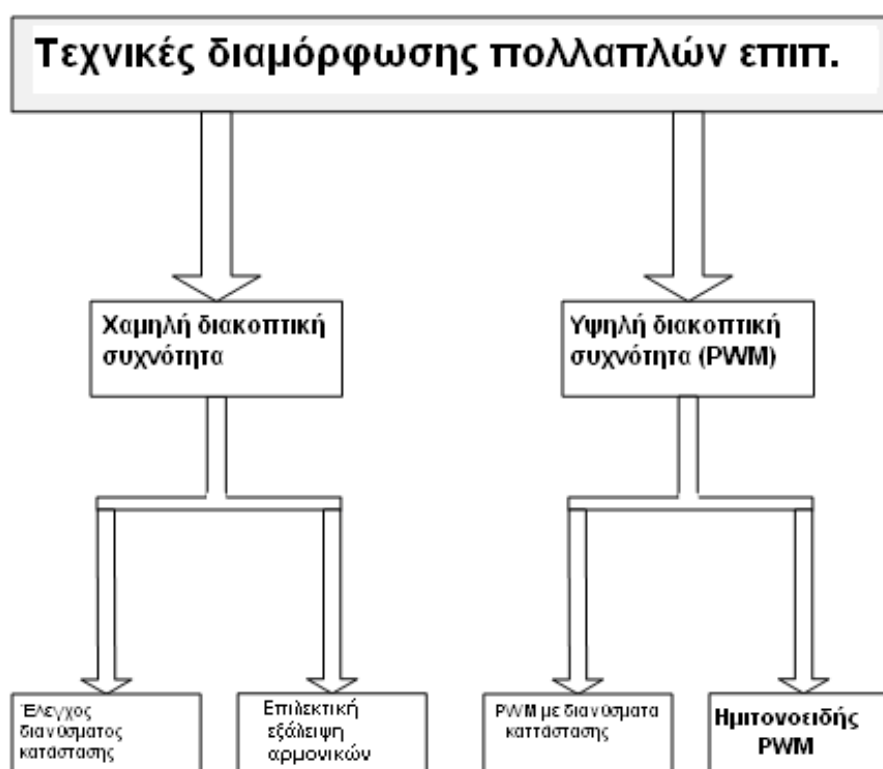 Τεχνικές διαμόρφωσης πολλαπλών επιπ.
Χαμηλή διακοπτική
συχνότητα
Υψηλή διακοπτική
συχνότητα (PWM)
Έλεγχος
διανύσματος
κατάστασης
Επιλεκτική
εξάλειψη
αρμονικών
PWM με διανύσματα
καττάστασης
Ημιτονοειδής
PWM